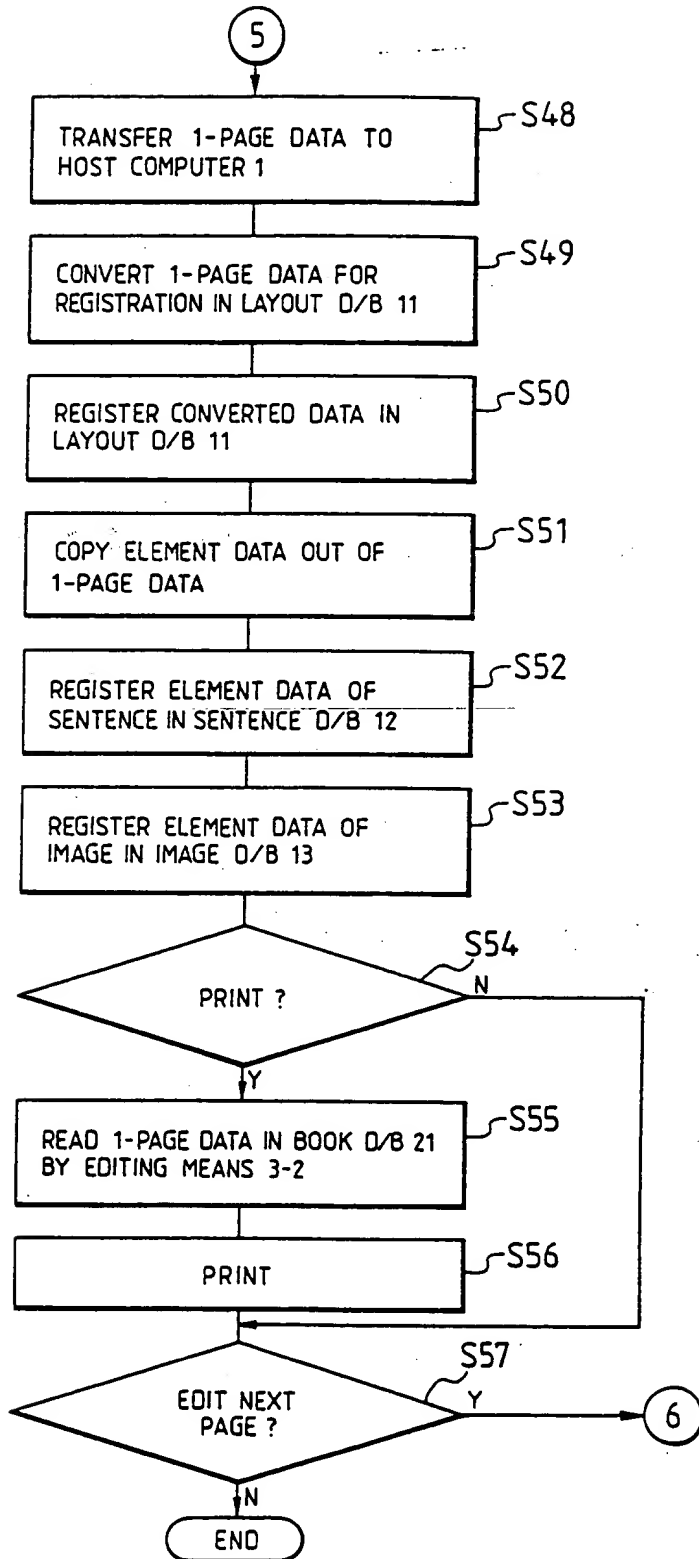 5
S48
TRANSFER 1-PAGE DATA TO
HOST COMPUTER 1
S49
CONVERT 1-PAGE DATA FOR
REGISTRATION IN LAYOUT D/B 11
S50
REGISTER CONVERTED DATA IN
LAYOUT D/B 11
S51
COPY ELEMENT DATA OUT OF
1-PAGE DATA
S52
REGISTER ELEMENT DATA OF
SENTENCE IN SENTENCE D/B 12
S53
REGISTER ELEMENT DATA OF
IMAGE IN IMAGE D/B 13
S54
PRINT ?
N
Y
S55
READ 1-PAGE DATA IN BOOK D/B 21
BY EDITING MEANS 3-2
S56
PRINT
S57
EDIT NEXT
PAGE ?
Y
6
N
END